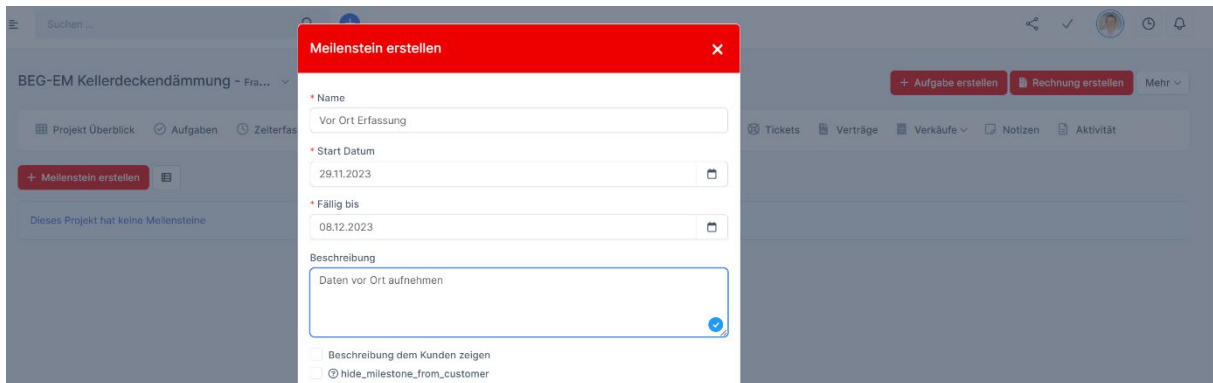 Suchen ...
Meilenstein erstellen
BEG-EM Kellerdeckendämmung - Fra...
+ Aufgabe erstellen
Rechnung erstellen
Mehr
* Name
Vor Ort Erfassung
Projekt Überblick
Aufgaben
Zeiterfas
Tickets
Verträge
Verkäufe
Notizen
Aktivität
* Start Datum
29.11.2023
+ Meilenstein erstellen
* Fällig bis
Dieses Projekt hat keine Meilensteine
08.12.2023
Beschreibung
Daten vor Ort aufnehmen
Beschreibung dem Kunden zeigen
hide_milestone_from_customer